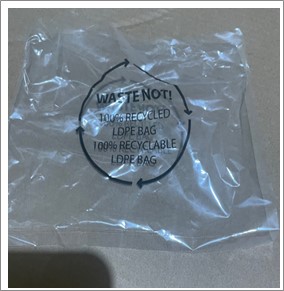 WASTE NOT!
100% RECYCLED
LDPE BAG
100% RECYCLABLE
LDPE BAG